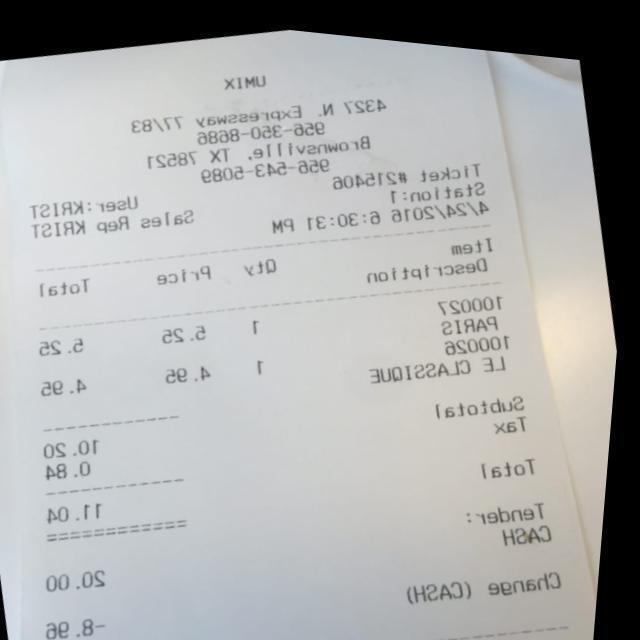 UMIX
4327 N. Expressway 77/83
956-350-8686
Brownsville, TX 78521
956-543-5089
Ticket #215406
Station:1 User:KRIST
4/24/2016 6:30:31 PM Sales Rep KRIST
Item
Description Qty Price Total
100027
PARIS 1 5.25 5.25
100026
LE CLASSIQUE 1 4.95 4.95
Subtotal 10.20
Tax 0.84
Total 11.04
Tender:
CASH 20.00
Change (CASH) -8.96